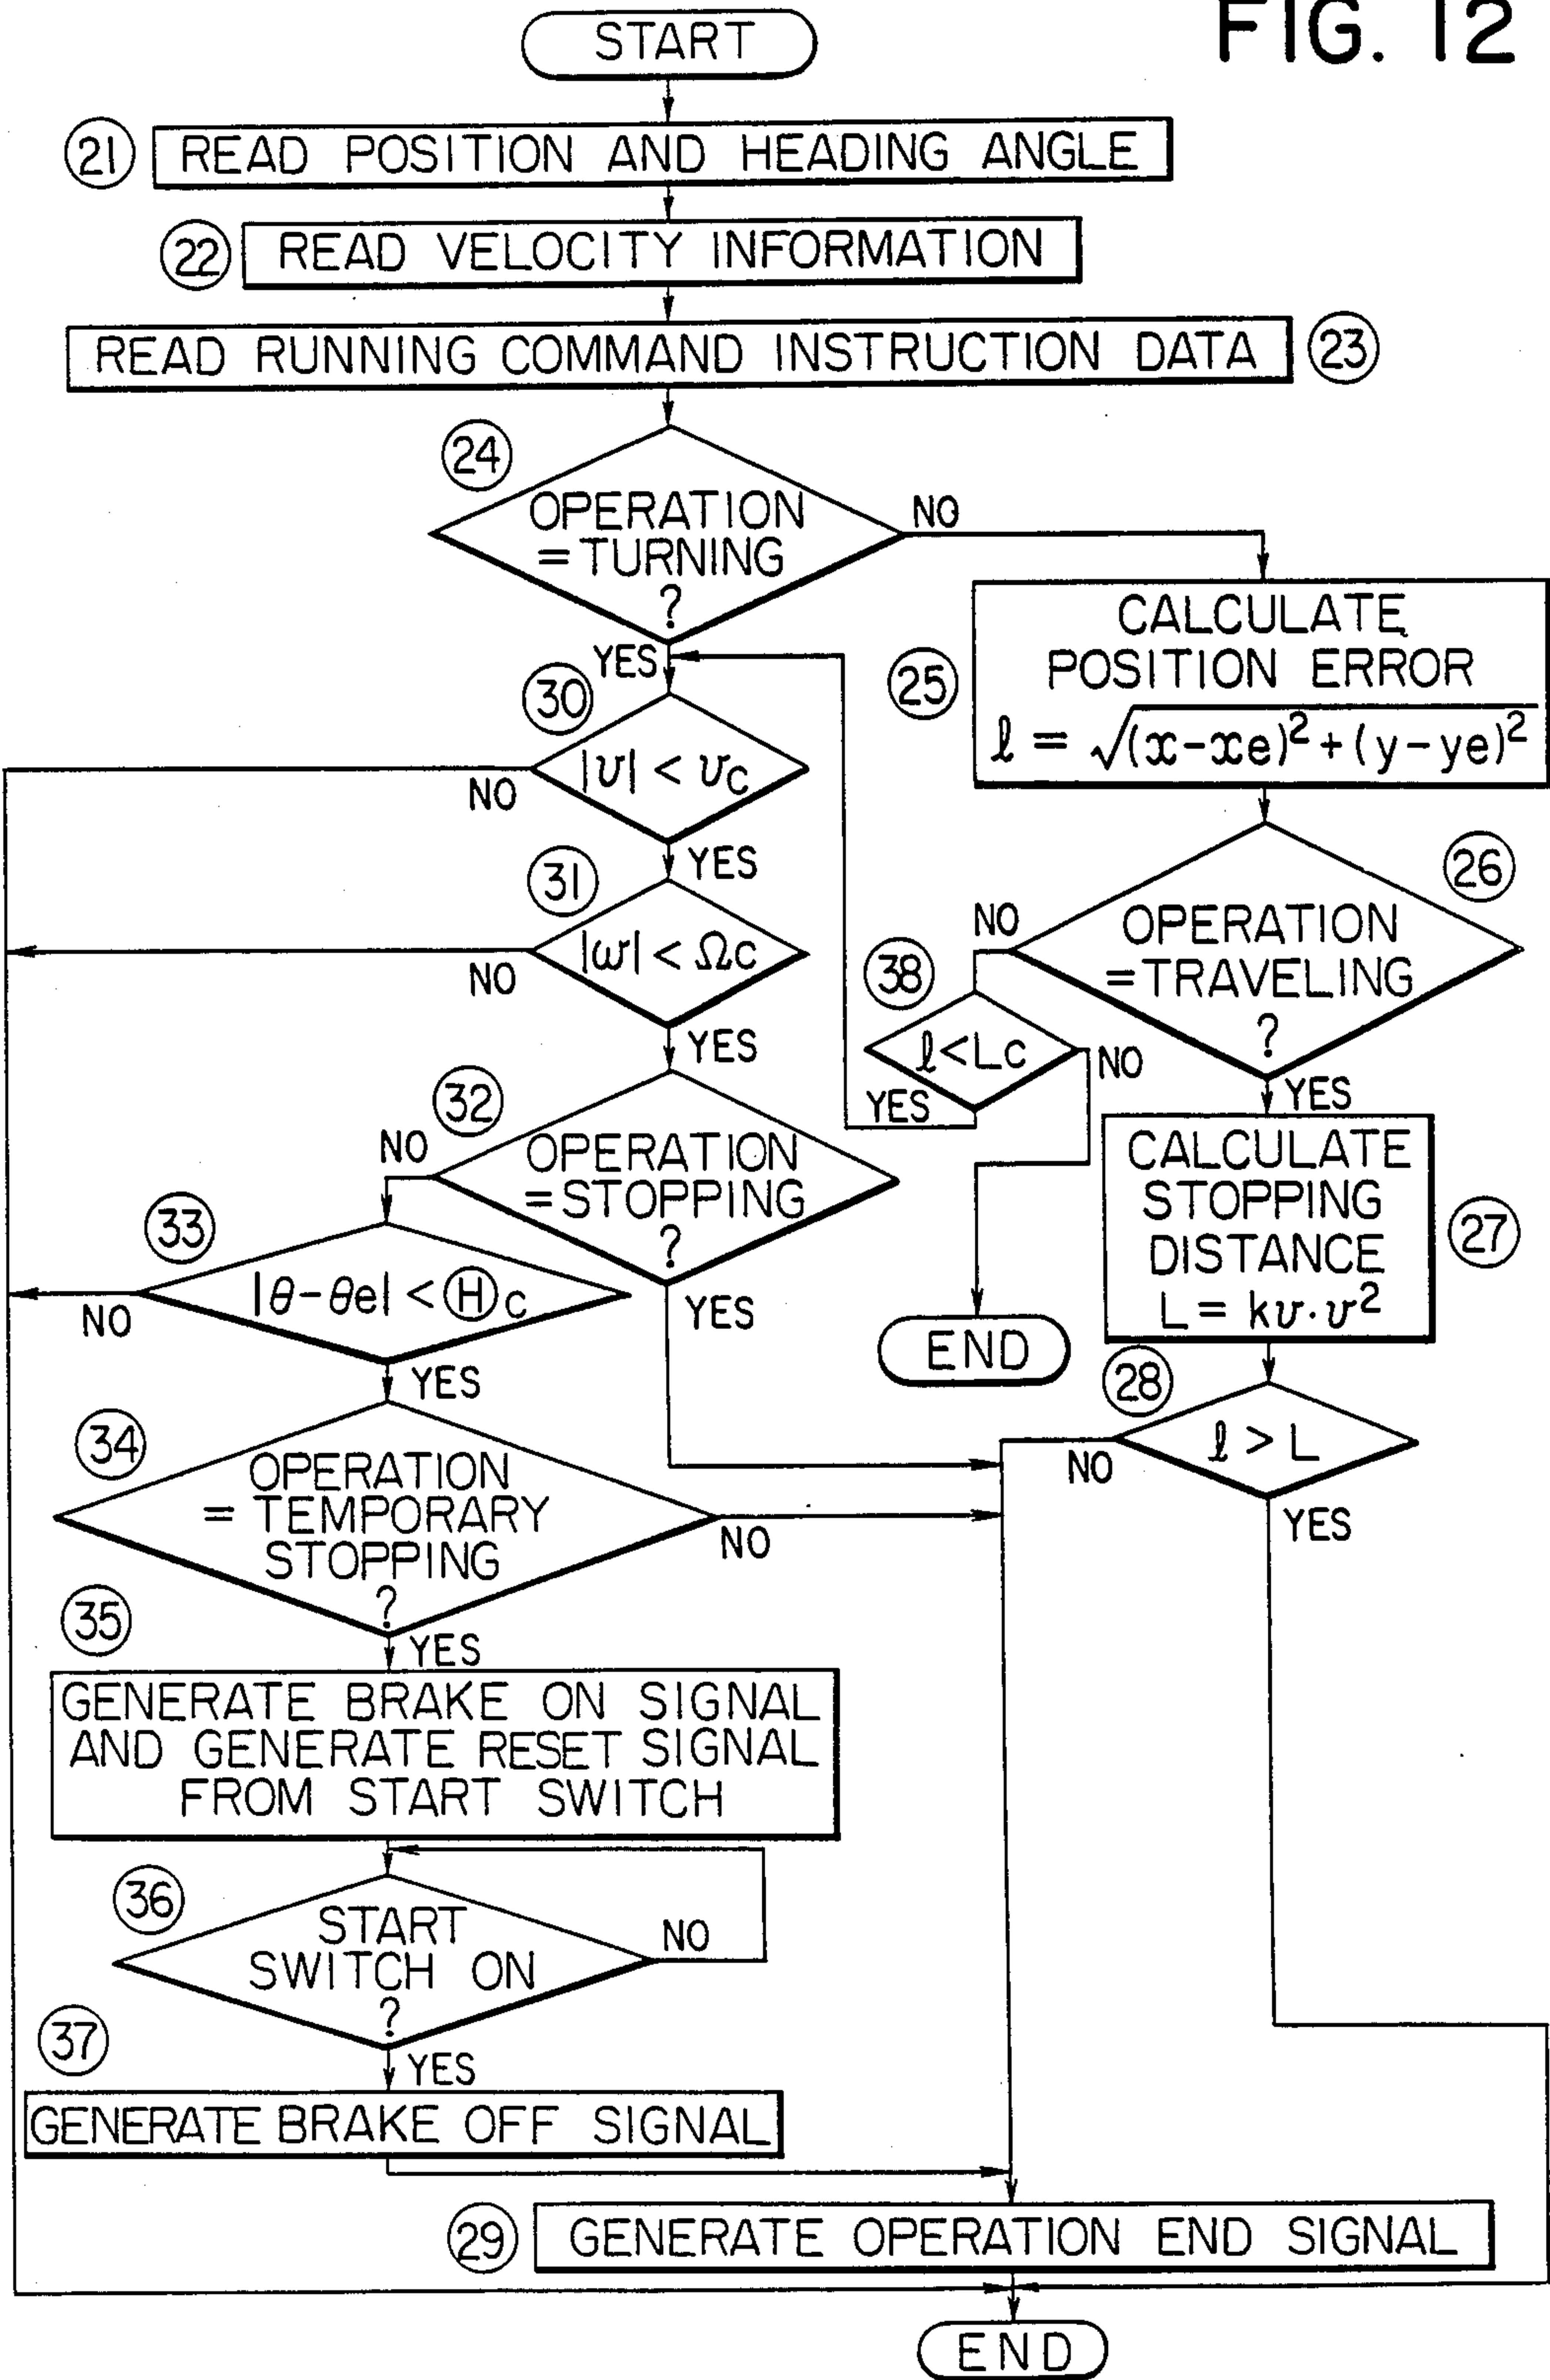 FIG. 12
START
21 READ POSITION AND HEADING ANGLE
22 READ VELOCITY INFORMATION
READ RUNNING COMMAND INSTRUCTION DATA 23
24
OPERATION
= TURNING
?
NO
YES
25
CALCULATE
POSITION ERROR
ℓ = √(x-xe)² + (y-ye)²
30
|v| < vc
NO
YES
31
|ω| < Ωc
NO
YES
26
OPERATION
= TRAVELING
?
NO
YES
38
ℓ < Lc
NO
YES
END
32
OPERATION
= STOPPING
?
NO
YES
27
CALCULATE
STOPPING
DISTANCE
L = kv·v²
33
|θ-θe| < Ⓗc
NO
YES
28
ℓ > L
NO
YES
34
OPERATION
= TEMPORARY
STOPPING
?
NO
YES
35
GENERATE BRAKE ON SIGNAL
AND GENERATE RESET SIGNAL
FROM START SWITCH
36
START
SWITCH ON
?
NO
YES
37
GENERATE BRAKE OFF SIGNAL
29 GENERATE OPERATION END SIGNAL
END